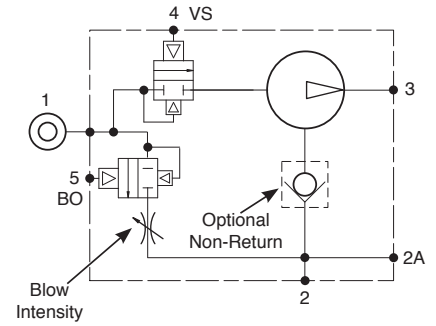 4 VS
1
3
5
BO
Optional
Non-Return
2A
Blow
Intensity
2